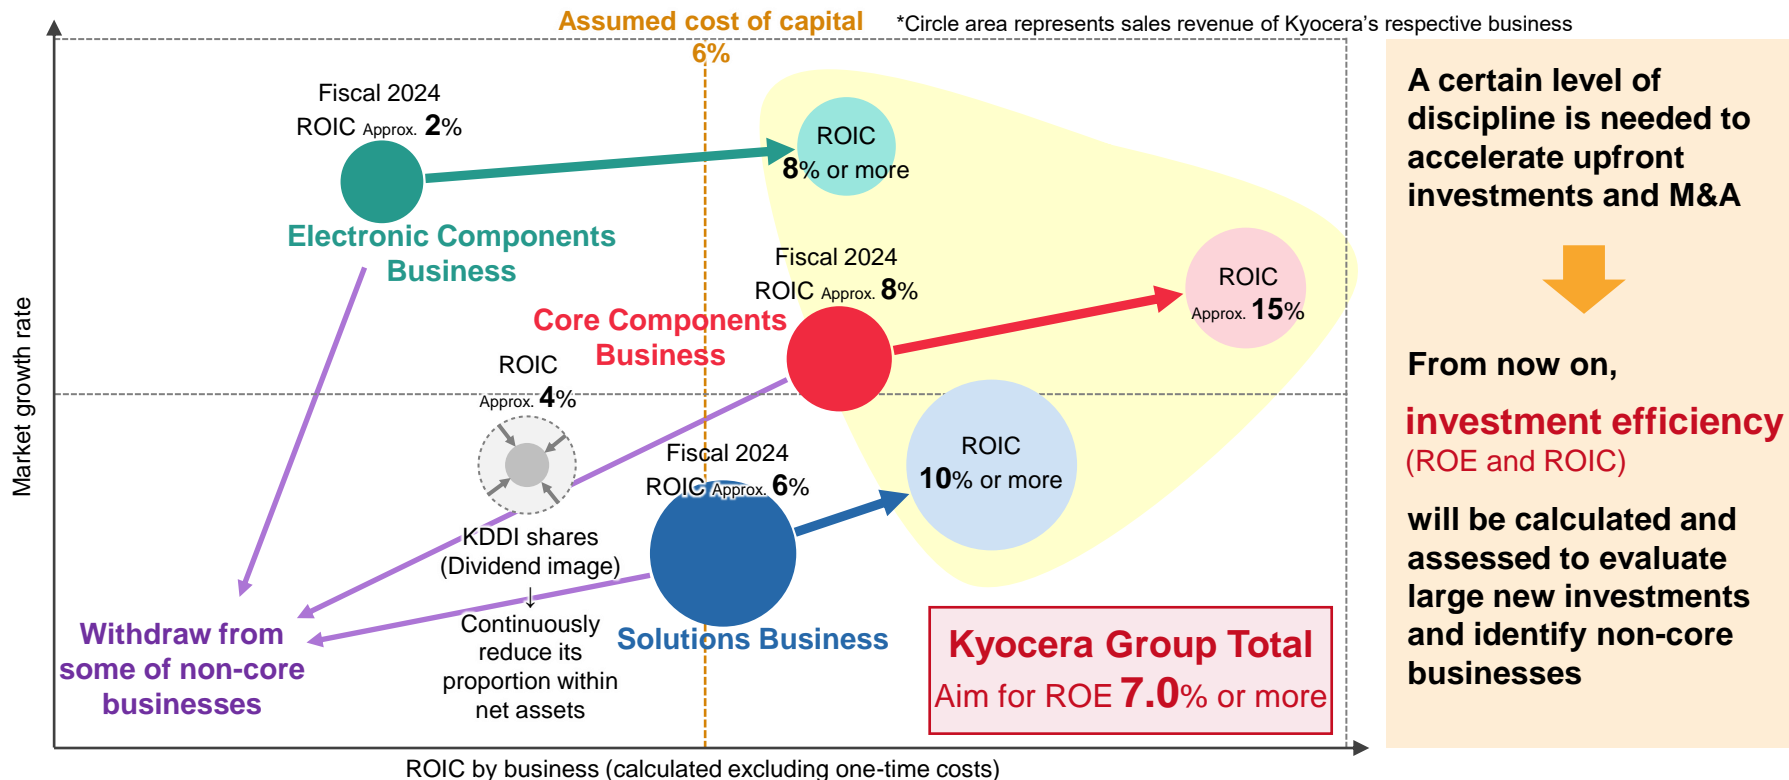 Assumed cost of capital
6%
*Circle area represents sales revenue of Kyocera's respective business
Market growth rate
Fiscal 2024
ROIC Approx. 2%
Electronic Components
Business
ROIC
8% or more
Fiscal 2024
ROIC Approx. 8%
Core Components
Business
ROIC
Approx. 15%
ROIC
Approx. 4%
KDDI shares
(Dividend image)
↓
Continuously
reduce its
proportion within
net assets
Fiscal 2024
ROIC Approx. 6%
Solutions Business
ROIC
10% or more
Withdraw from
some of non-core
businesses
Kyocera Group Total
Aim for ROE 7.0% or more
ROIC by business (calculated excluding one-time costs)
A certain level of
discipline is needed to
accelerate upfront
investments and M&A
From now on,
investment efficiency
(ROE and ROIC)
will be calculated and
assessed to evaluate
large new investments
and identify non-core
businesses